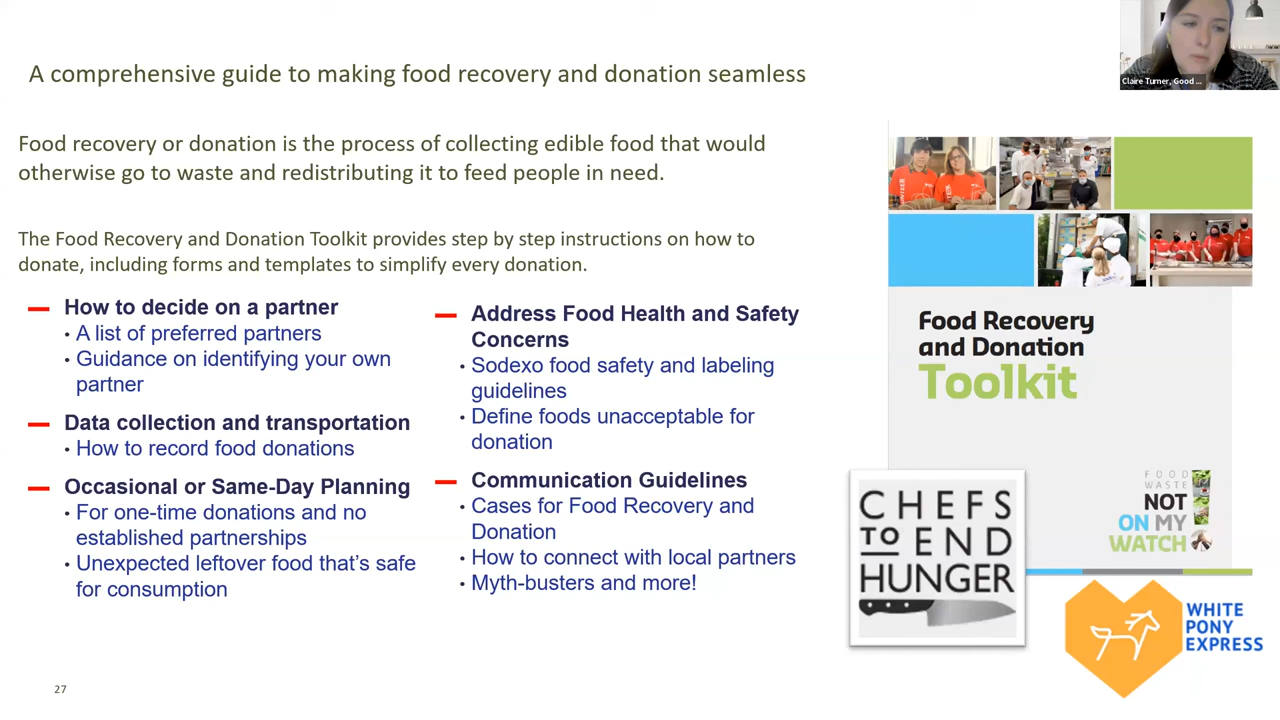 A comprehensive guide to making food recovery and donation seamless
Claire Turner, Good ...
Food recovery or donation is the process of collecting edible food that would
otherwise go to waste and redistributing it to feed people in need.
The Food Recovery and Donation Toolkit provides step by step instructions on how to
donate, including forms and templates to simplify every donation.
How to decide on a partner
• A list of preferred partners
• Guidance on identifying your own
partner
Data collection and transportation
• How to record food donations
Occasional or Same-Day Planning
• For one-time donations and no
established partnerships
• Unexpected leftover food that's safe
for consumption
Address Food Health and Safety
Concerns
• Sodexo food safety and labeling
guidelines
• Define foods unacceptable for
donation
Communication Guidelines
• Cases for Food Recovery and
Donation
• How to connect with local partners
• Myth-busters and more!
Food Recovery
and Donation
Toolkit
FOOD
WASTE
NOT
ON MY
WATCH
CHEFS
TO END
HUNGER
WHITE
PONY
EXPRESS
27